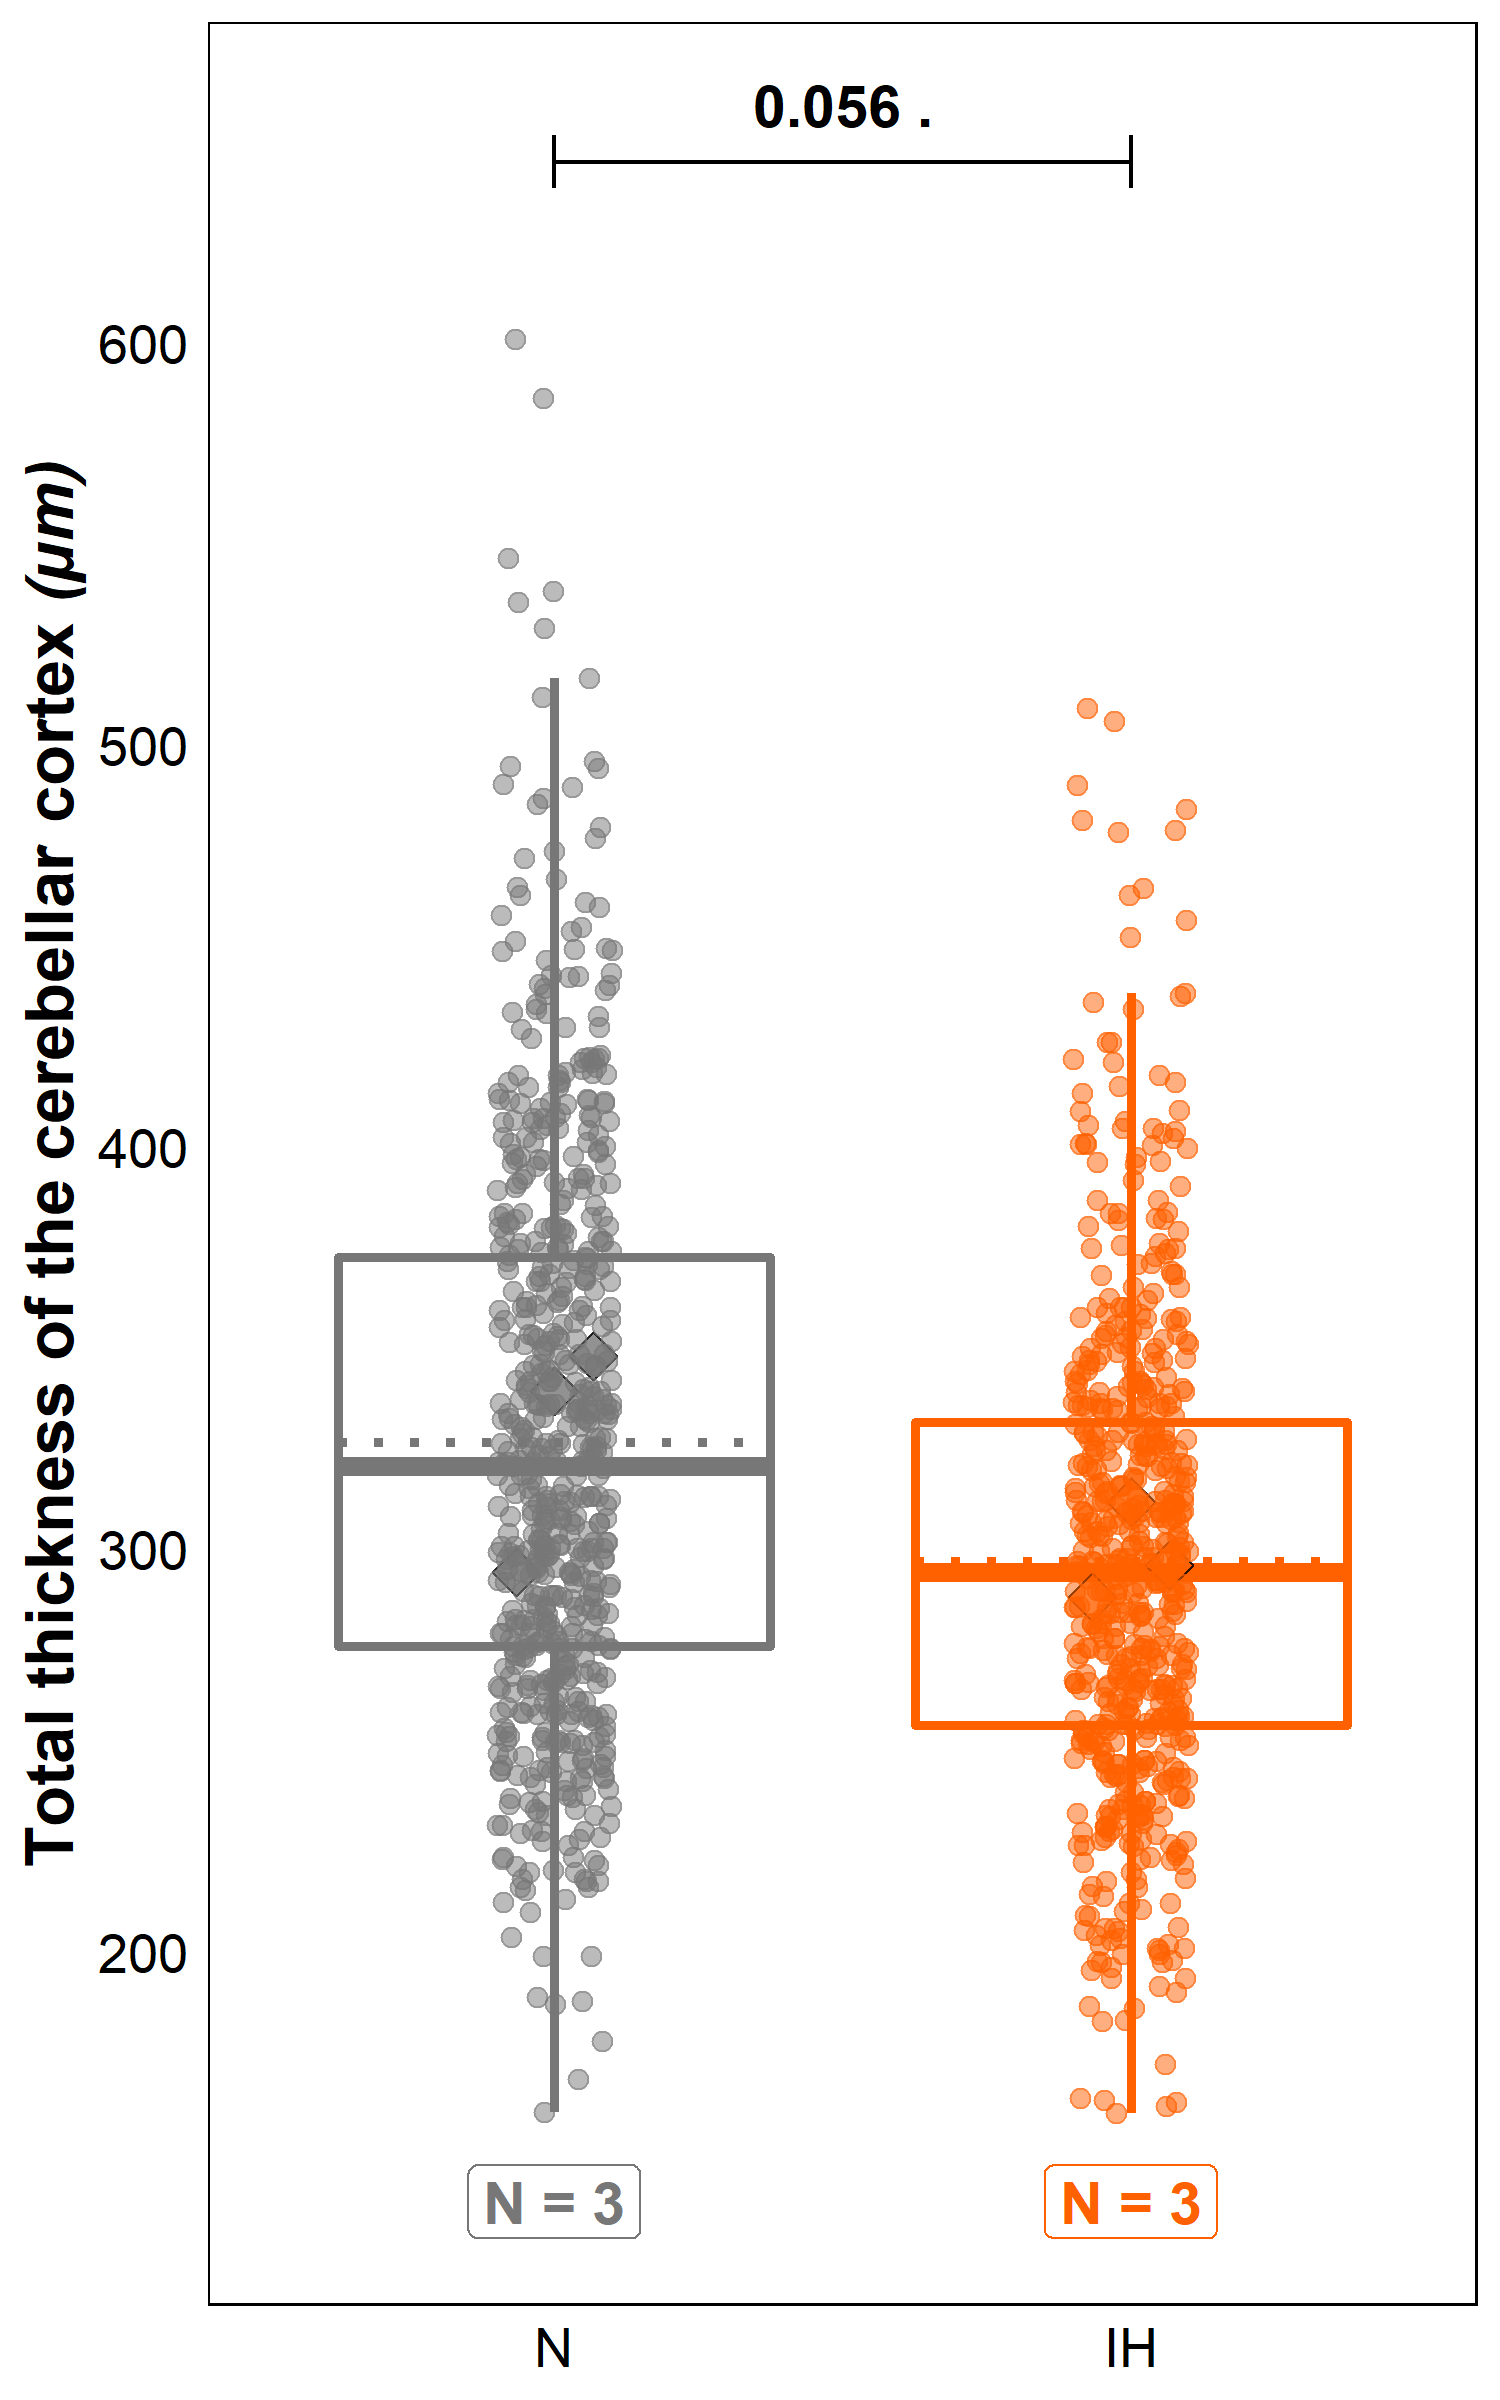 0.056 .
Total thickness of the cerebellar cortex (µm)
600
500
400
300
200
N = 3
N = 3
N
IH